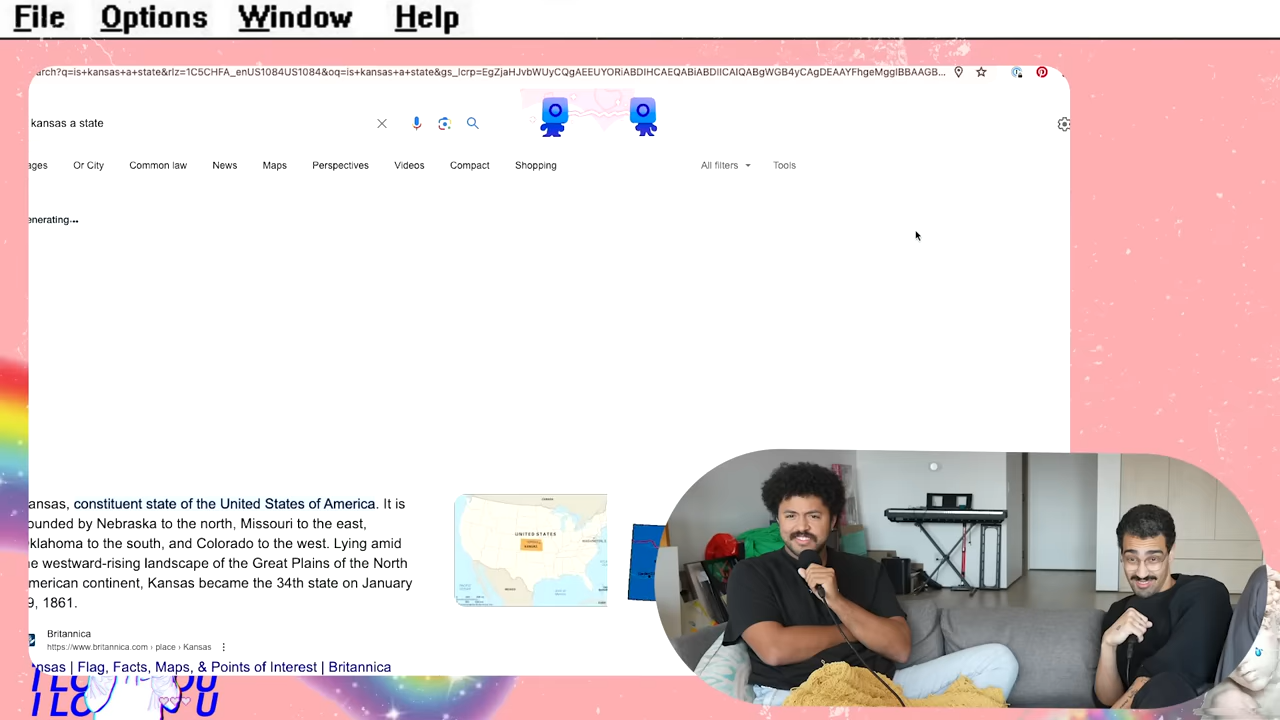 File Options Window Help
arch?q=is+kansas+a+state&rlz=1C5CHFA_enUS1084US1084&oq=is+kansas+a+state&gs_lcrp=EgZjaHJvbWUyCQgAEEUYORiABDIHCAEQABiABDIICAIQABgWGB4yCAgDEAAYFhgeMggIBBAAGB...
kansas a state
ages Or City Common law News Maps Perspectives Videos Compact Shopping All filters Tools
enerating...
ansas, constituent state of the United States of America. It is
ounded by Nebraska to the north, Missouri to the east,
klahoma to the south, and Colorado to the west. Lying amid
e westward-rising landscape of the Great Plains of the North
merican continent, Kansas became the 34th state on January
9, 1861.
UNITED STATES
Britannica
https://www.britannica.com › place › Kansas
nsas | Flag, Facts, Maps, & Points of Interest | Britannica